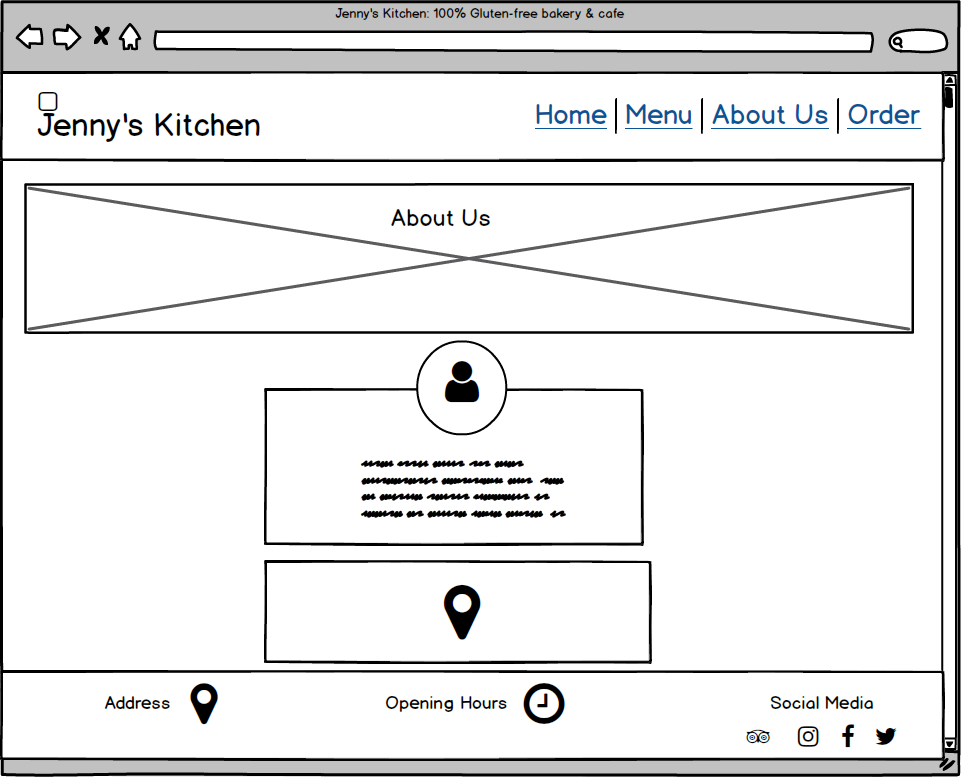 Jenny's Kitchen: 100% Gluten-free bakery & cafe
Jenny's Kitchen
Home Menu About Us Order
About Us
Address
Opening Hours
Social Media